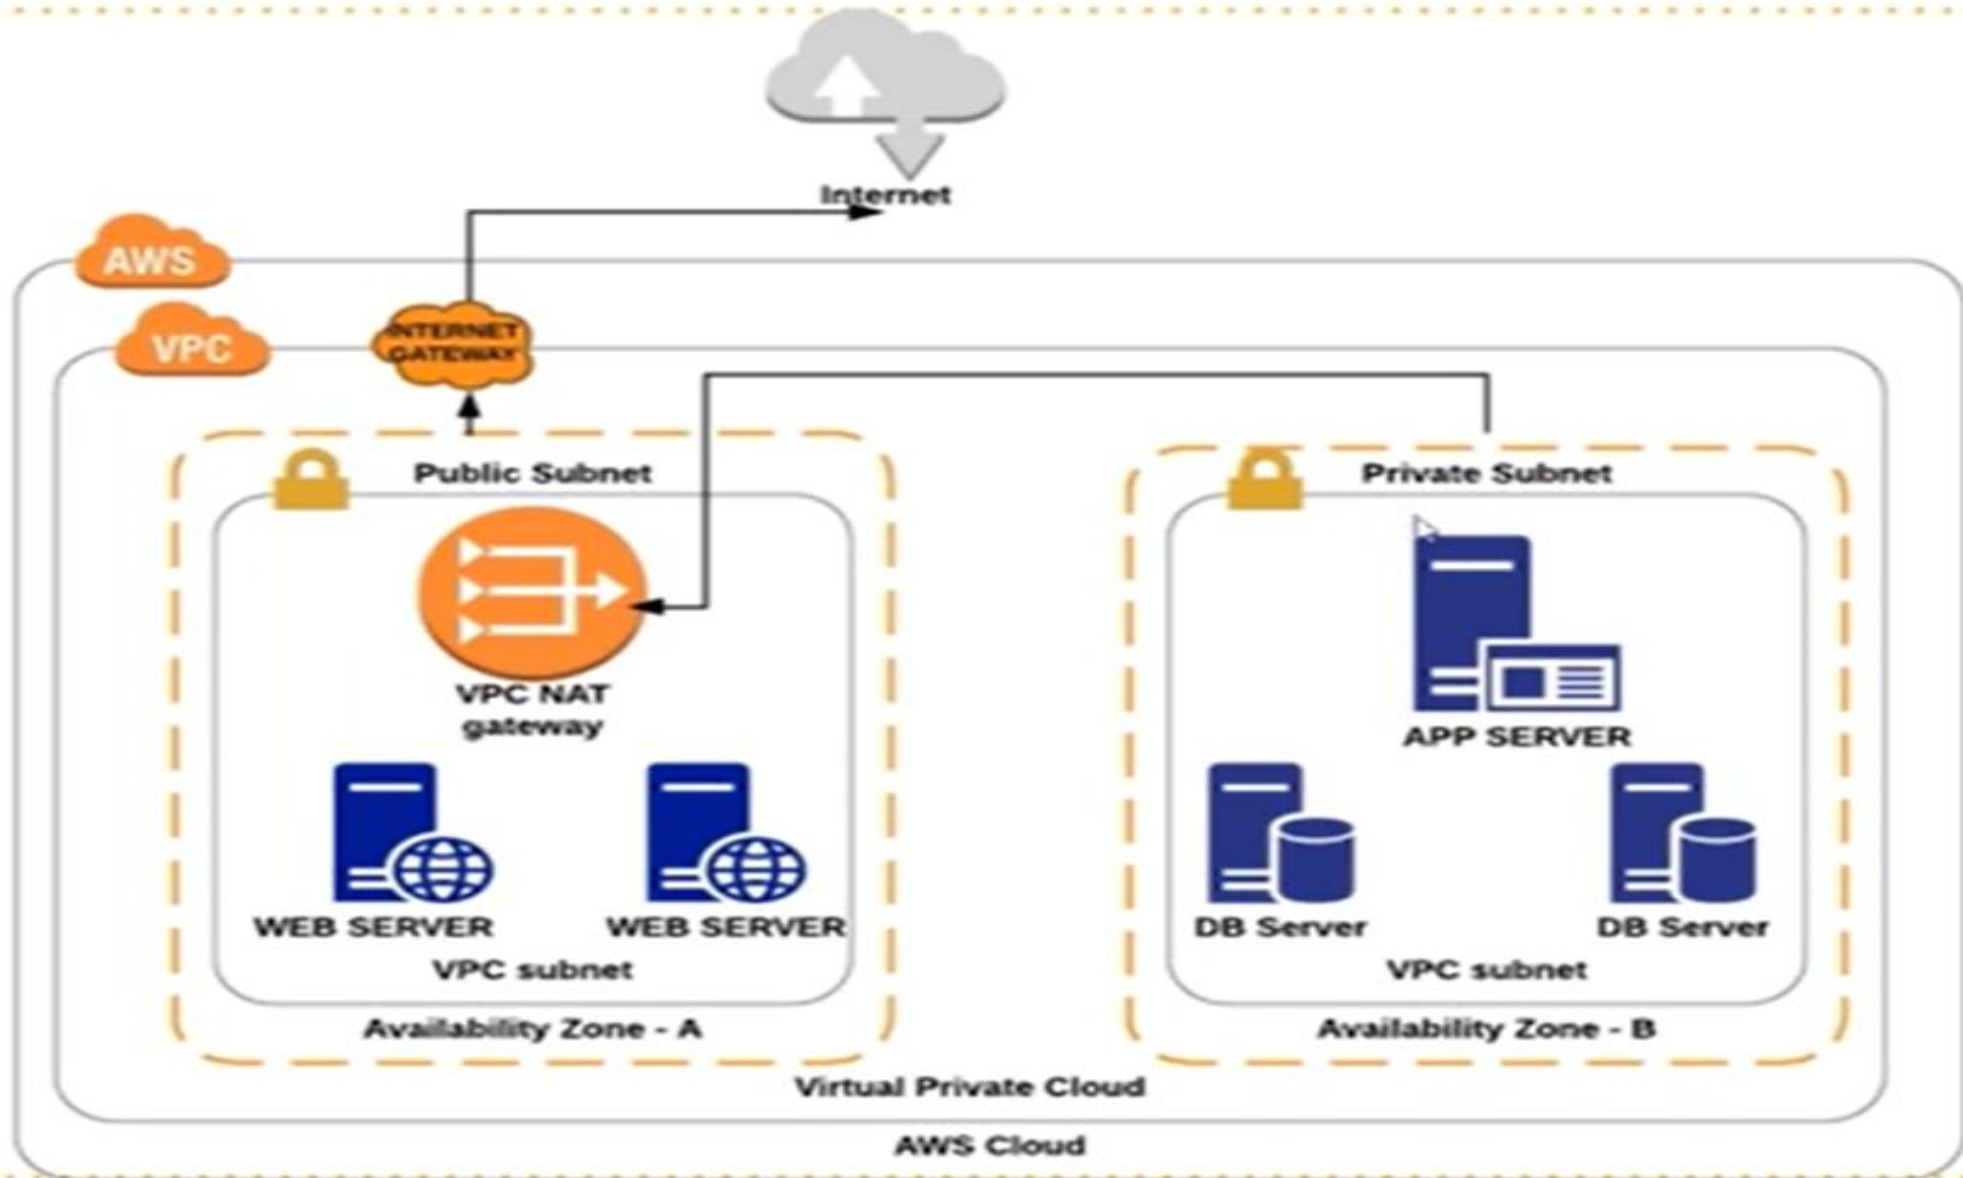 Internet
AWS
VPC
INTERNET
GATEWAY
Public Subnet
Private Subnet
VPC NAT
gateway
APP SERVER
WEB SERVER
WEB SERVER
DB Server
DB Server
VPC subnet
VPC subnet
Availability Zone - A
Availability Zone - B
Virtual Private Cloud
AWS Cloud